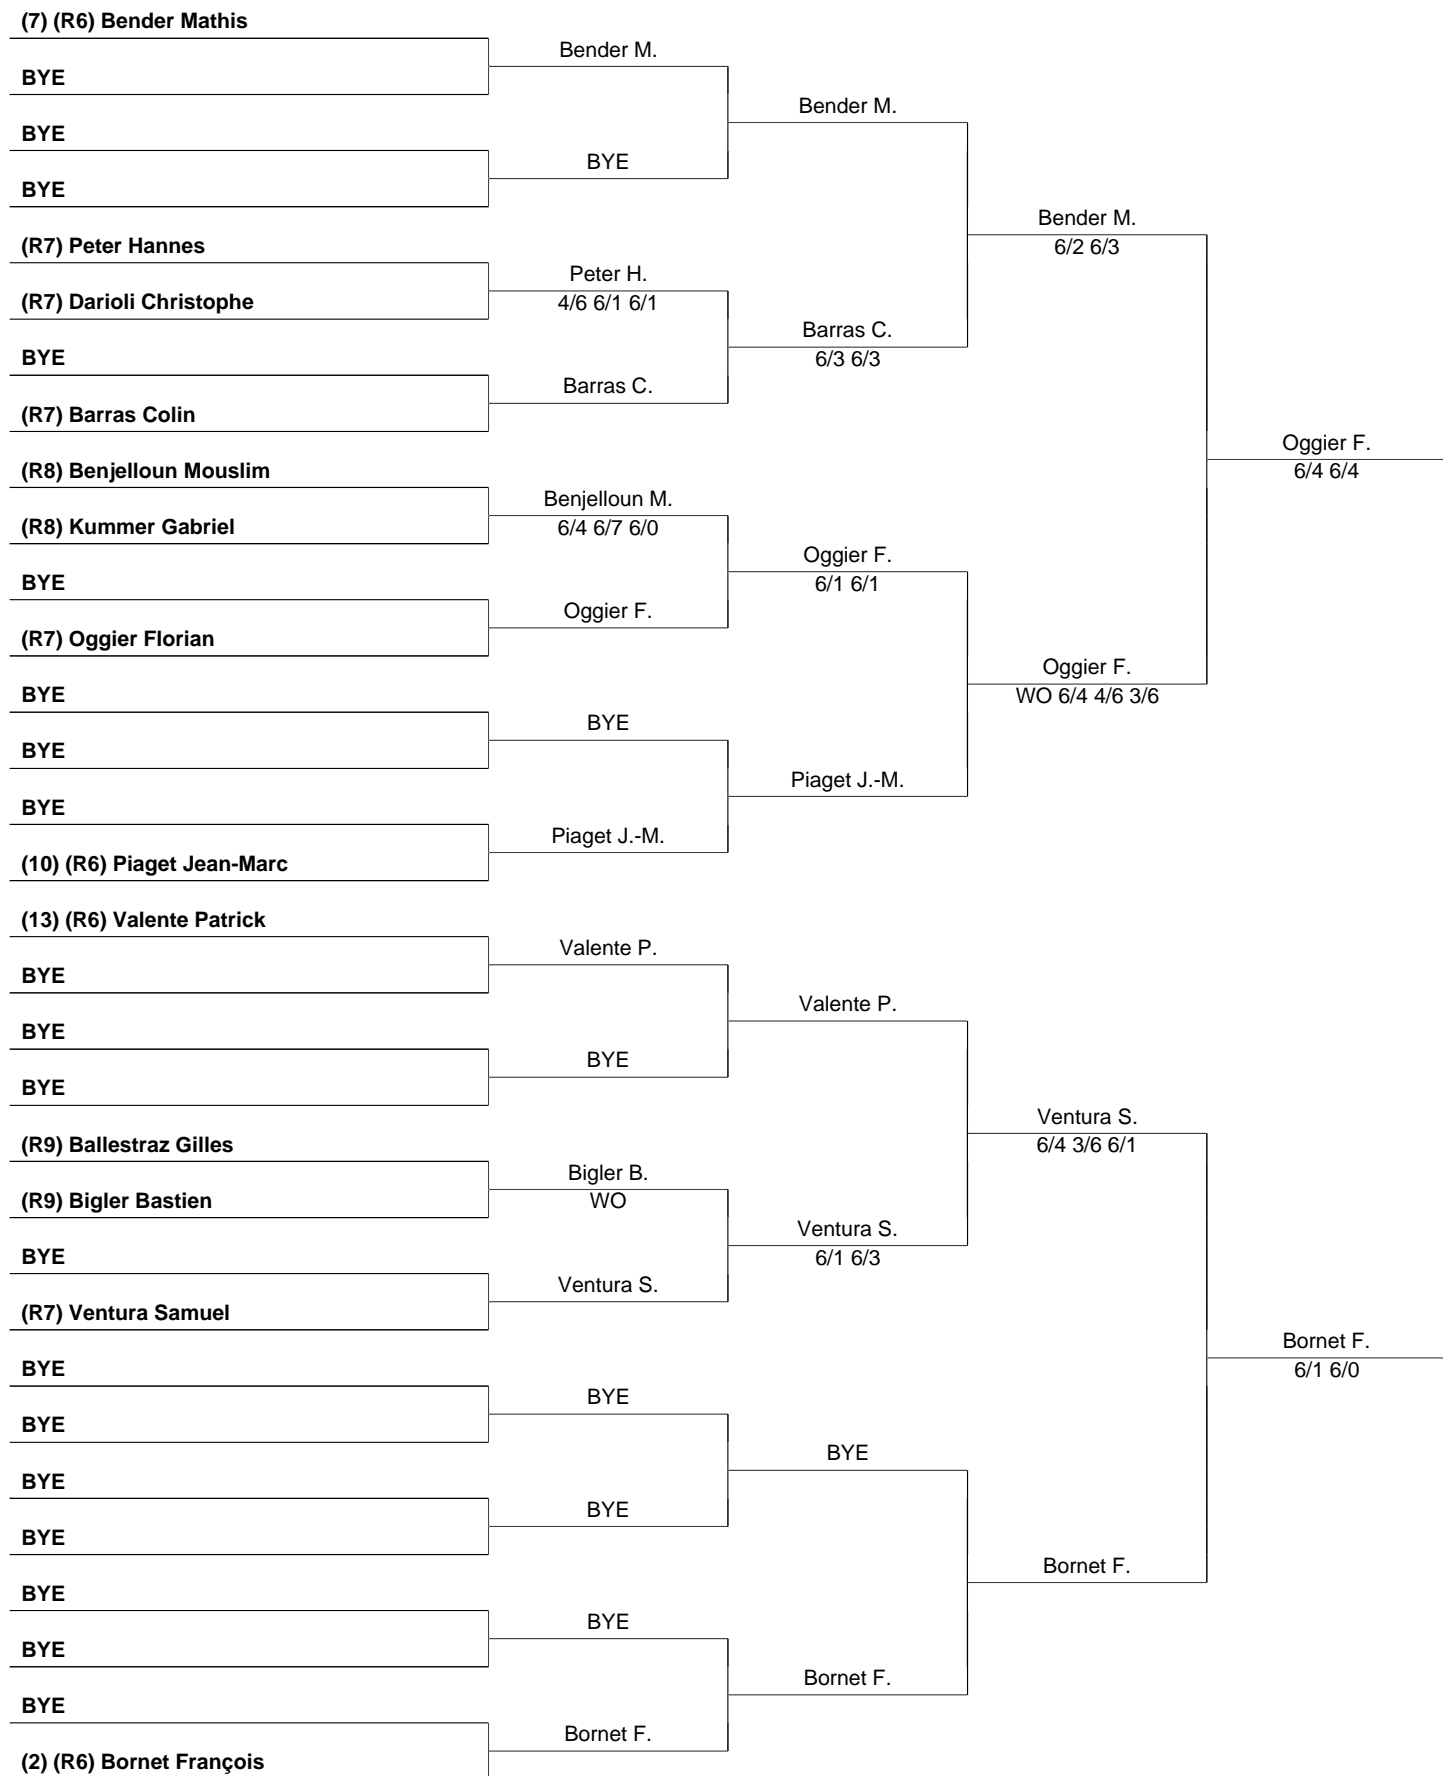 (7) (R6) Bender Mathis
BYE
BYE
BYE
(R7) Peter Hannes
(R7) Darioli Christophe
BYE
(R7) Barras Colin
(R8) Benjelloun Mouslim
(R8) Kummer Gabriel
BYE
(R7) Oggier Florian
BYE
BYE
BYE
(10) (R6) Piaget Jean-Marc
(13) (R6) Valente Patrick
BYE
BYE
BYE
(R9) Ballestraz Gilles
(R9) Bigler Bastien
BYE
(R7) Ventura Samuel
BYE
BYE
BYE
BYE
BYE
BYE
BYE
(2) (R6) Bornet François
Bender M.
BYE
Peter H.
4/6 6/1 6/1
Barras C.
Benjelloun M.
6/4 6/7 6/0
Oggier F.
BYE
Piaget J.-M.
Valente P.
BYE
Bigler B.
WO
Ventura S.
BYE
BYE
BYE
Bornet F.
Bender M.
Barras C.
6/3 6/3
Oggier F.
6/1 6/1
Piaget J.-M.
Valente P.
Ventura S.
6/1 6/3
BYE
Bornet F.
Bender M.
6/2 6/3
Oggier F.
WO 6/4 4/6 3/6
Ventura S.
6/4 3/6 6/1
Bornet F.
Oggier F.
6/4 6/4
Bornet F.
6/1 6/0